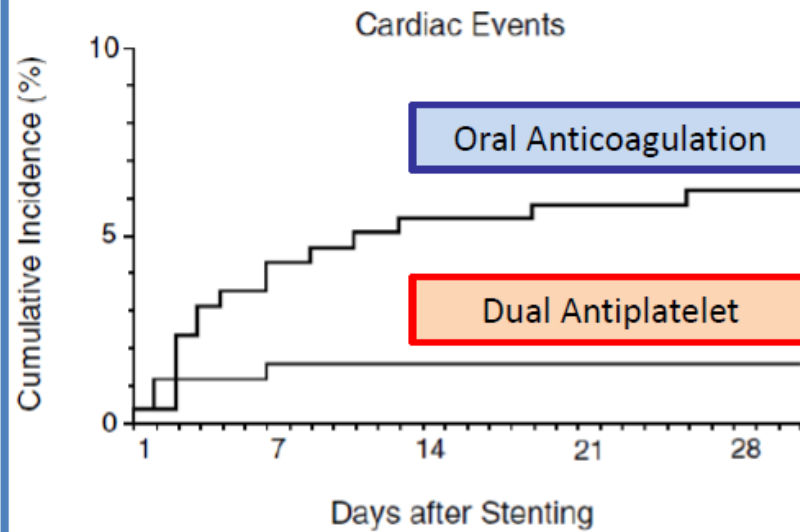 Cardiac Events
10
Cumulative Incidence (%)
Oral Anticoagulation
5
Dual Antiplatelet
0
1 7 14 21 28
Days after Stenting